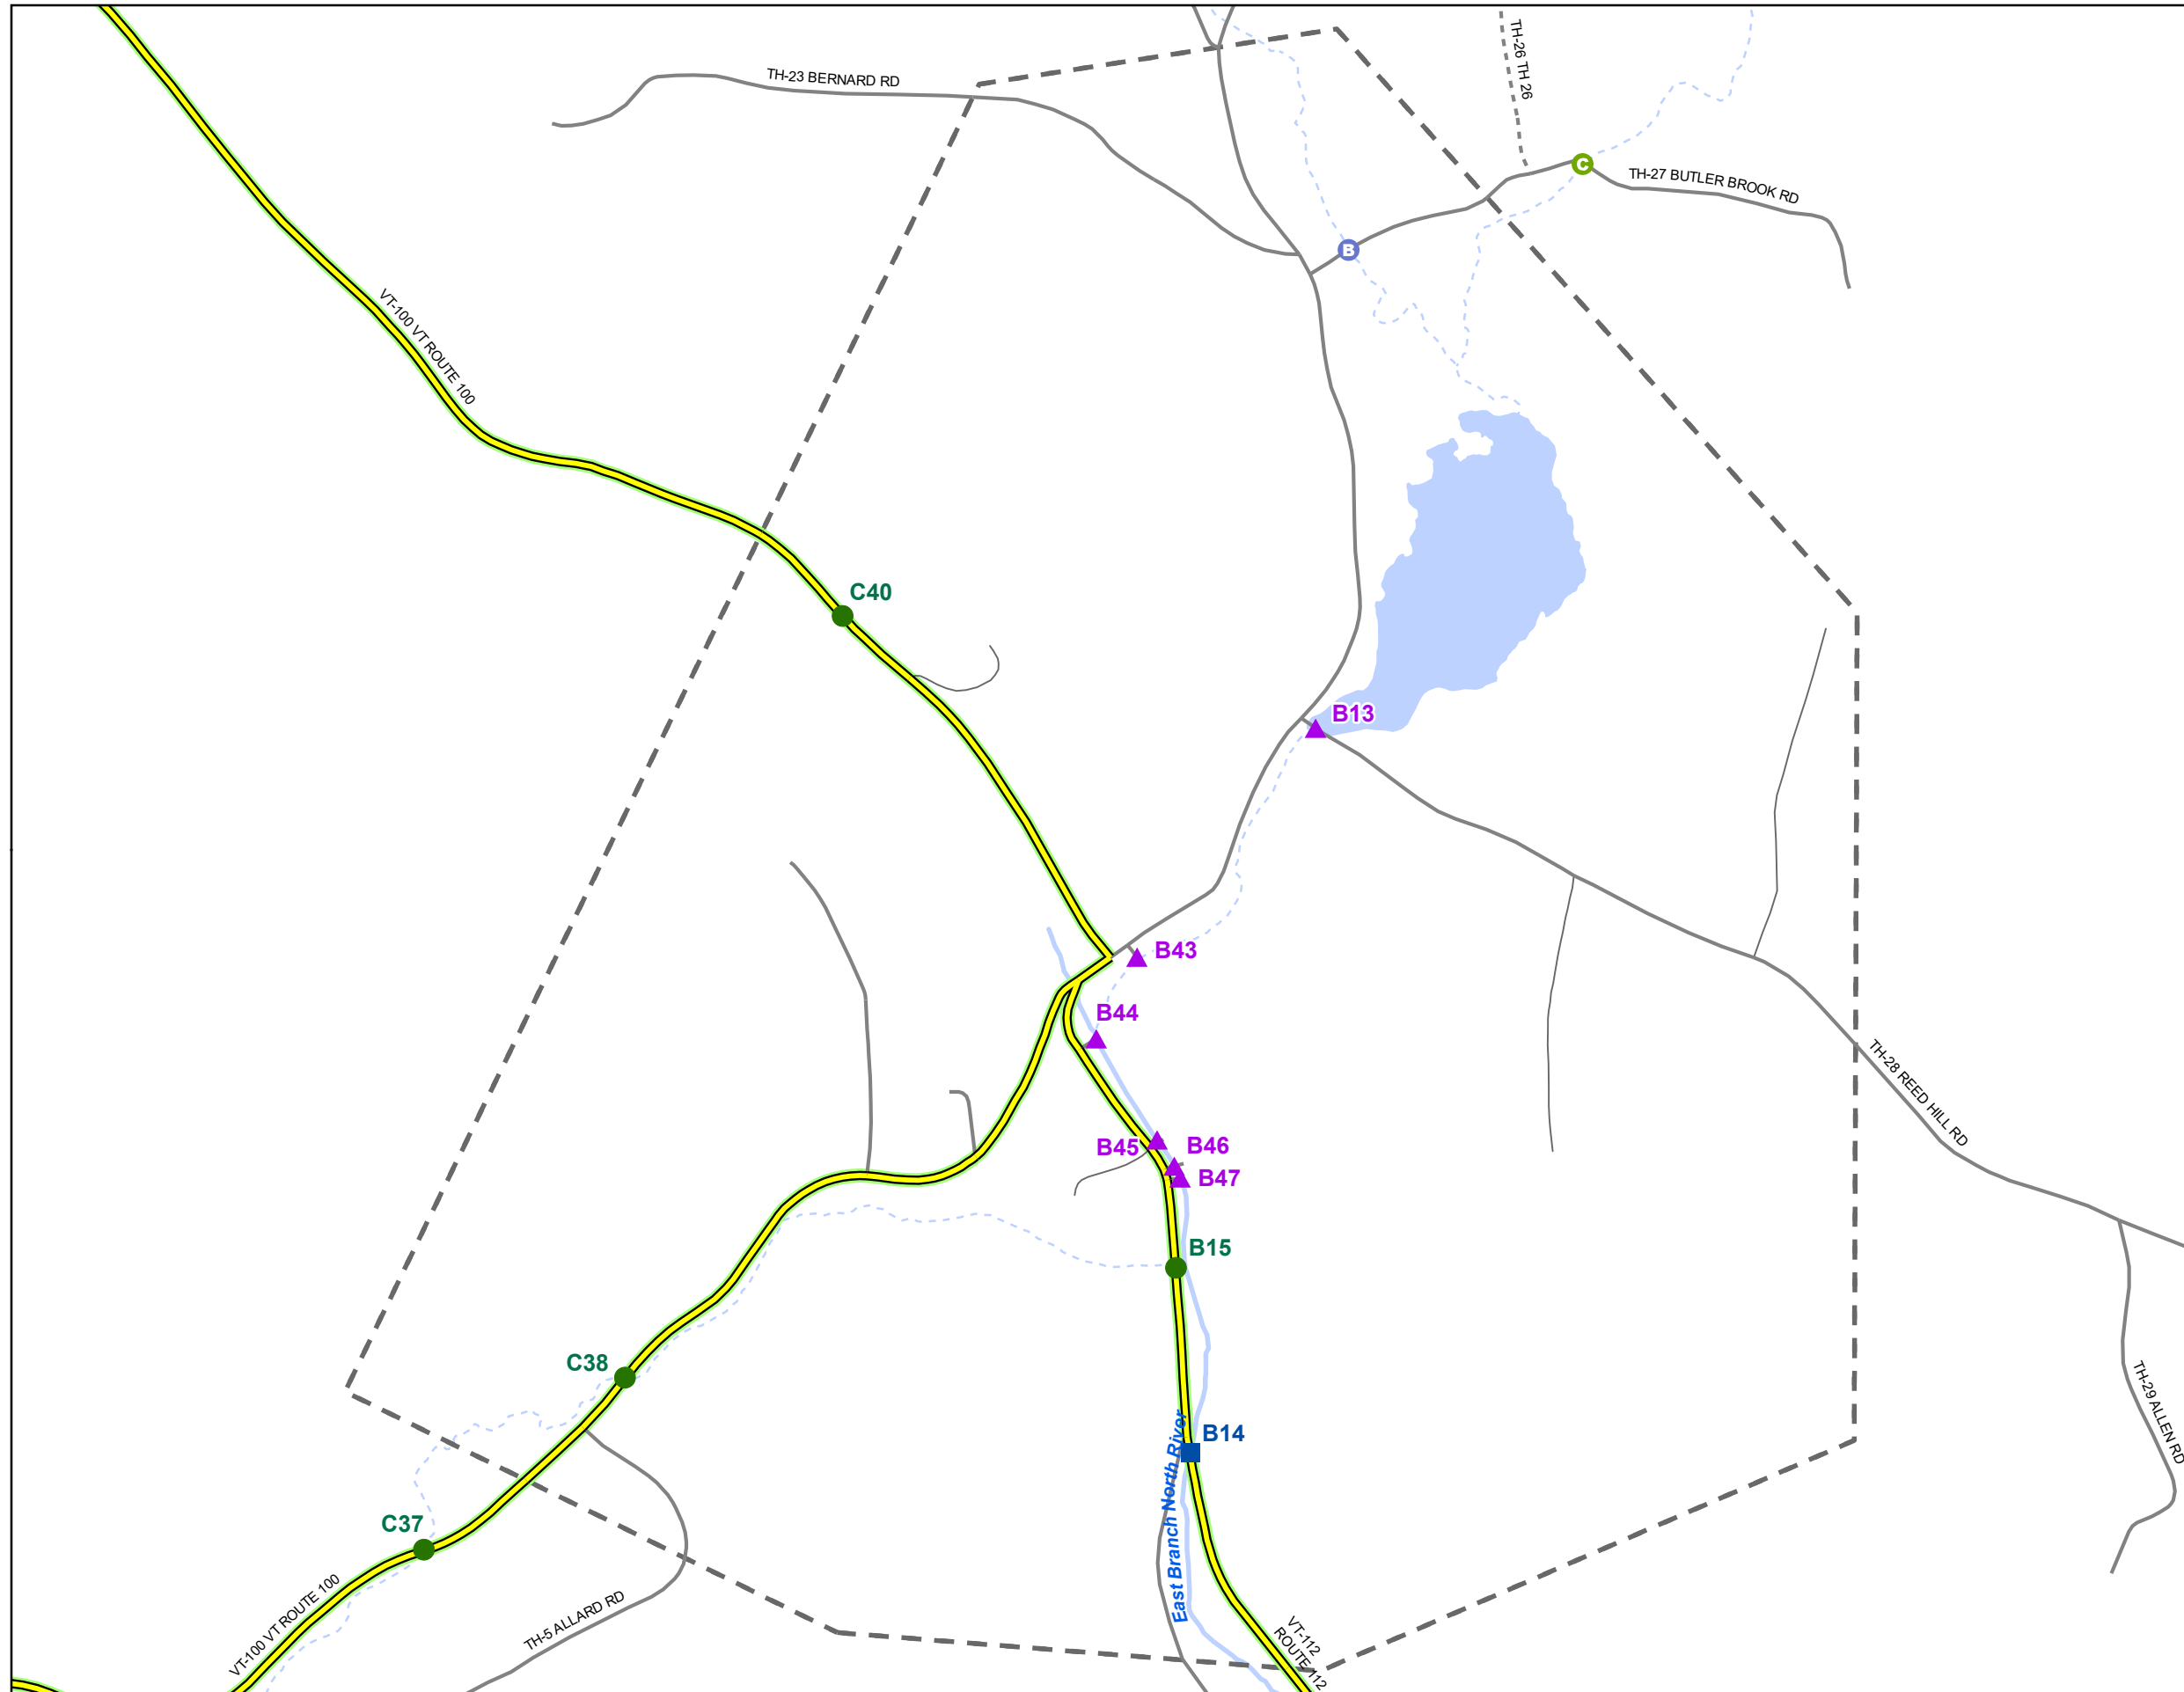 TH-26 TH 26
TH-23 BERNARD RD
C
TH-27 BUTLER BROOK RD
B
VT-100 VT ROUTE 100
C40
B13
B43
B44
TH-28 REED HILL RD
B45
B46
B47
B15
C38
TH-29 ALLEN RD
B14
East Branch North River
C37
VT-100 VT ROUTE 100
TH-5 ALLARD RD
VT-112
ROUTE 112